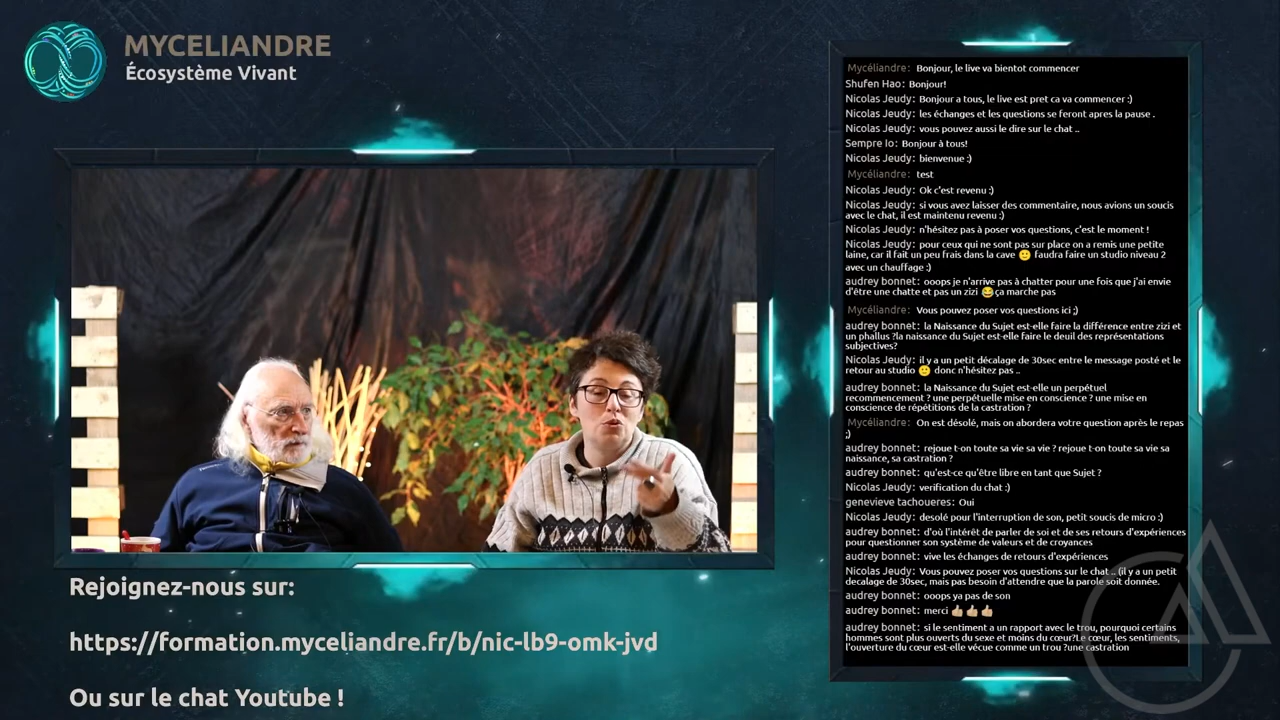 MYCELIANDRE
Écosystème Vivant
Mycéliandre: Bonjour, le live va bientot commencer
Shufen Hao: Bonjour!
Nicolas Jeudy: Bonjour a tous, le live est pret ca va commencer :)
Nicolas Jeudy: les échanges et les questions se feront apres la pause .
Nicolas Jeudy: vous pouvez aussi le dire sur le chat ..
Sempre Io: Bonjour à tous!
Nicolas Jeudy: bienvenue :)
Mycéliandre: test
Nicolas Jeudy: Ok c'est revenu :)
Nicolas Jeudy: si vous avez laisser des commentaire, nous avions un soucis
avec le chat, il est maintenu revenu :)
Nicolas Jeudy: n'hésitez pas à poser vos questions, c'est le moment !
Nicolas Jeudy: pour ceux qui ne sont pas sur place on a remis une petite
laine, car il fait un peu frais dans la cave 🙂 faudra faire un studio niveau 2
avec un chauffage :)
audrey bonnet: ooops je n'arrive pas à chatter pour une fois que j'ai envie
d'être une chatte et pas un zizi 😂 ça marche pas
Mycéliandre: Vous pouvez poser vos questions ici ;)
audrey bonnet: la Naissance du Sujet est-elle faire la différence entre zizi et
un phallus ?la naissance du Sujet est-elle faire le deuil des représentations
subjectives?
Nicolas Jeudy: il y a un petit décalage de 30sec entre le message posté et le
retour au studio 🙂 donc n'hésitez pas ..
audrey bonnet: la Naissance du Sujet est-elle un perpétuel
recommencement ? une perpétuelle mise en conscience ? une mise en
conscience de répétitions de la castration ?
Mycéliandre: On est désolé, mais on abordera votre question après le repas
;)
audrey bonnet: rejoue t-on toute sa vie sa vie ? rejoue t-on toute sa vie sa
naissance, sa castration ?
audrey bonnet: qu'est-ce qu'être libre en tant que Sujet ?
Nicolas Jeudy: verification du chat :)
genevieve tachoueres: Oui
Nicolas Jeudy: desolé pour l'interruption de son, petit soucis de micro :)
audrey bonnet: d'où l'intérêt de parler de soi et de ses retours d'expériences
pour questionner son système de valeurs et de croyances
audrey bonnet: vive les échanges de retours d'expériences
Nicolas Jeudy: Vous pouvez poser vos questions sur le chat .. (il y a un petit
decalage de 30sec, mais pas besoin d'attendre que la parole soit donnée.
audrey bonnet: ooops ya pas de son
audrey bonnet: merci 👍🏼👍🏼👍🏼
audrey bonnet: si le sentiment a un rapport avec le trou, pourquoi certains
hommes sont plus ouverts du sexe et moins du cœur?Le cœur, les sentiments,
l'ouverture du cœur est-elle vécue comme un trou ?une castration
Rejoignez-nous sur:
https://formation.myceliandre.fr/b/nic-lb9-omk-jvd
Ou sur le chat Youtube !